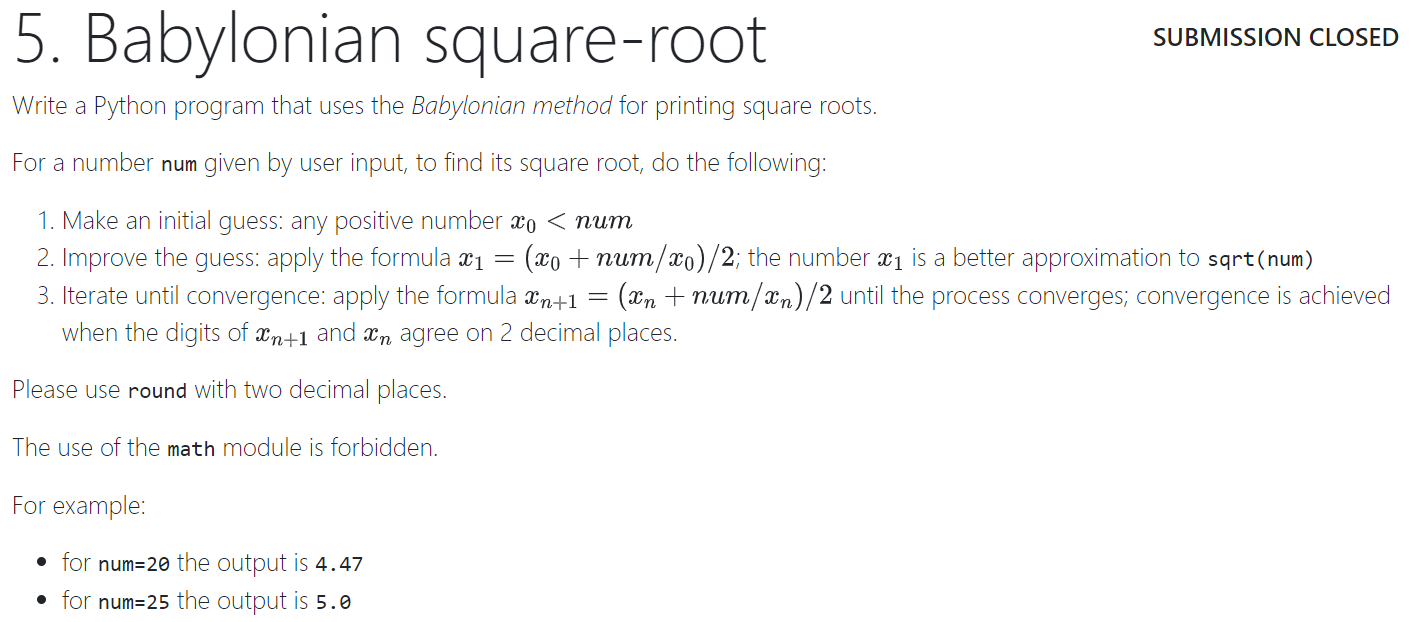 5. Babylonian square-root
SUBMISSION CLOSED
Write a Python program that uses the Babylonian method for printing square roots.
For a number num given by user input, to find its square root, do the following:
1. Make an initial guess: any positive number x₀ < num
2. Improve the guess: apply the formula x₁ = (x₀ + num/x₀)/2; the number x₁ is a better approximation to sqrt(num)
3. Iterate until convergence: apply the formula xₙ₊₁ = (xₙ + num/xₙ)/2 until the process converges; convergence is achieved
when the digits of xₙ₊₁ and xₙ agree on 2 decimal places.
Please use round with two decimal places.
The use of the math module is forbidden.
For example:
• for num=20 the output is 4.47
• for num=25 the output is 5.0